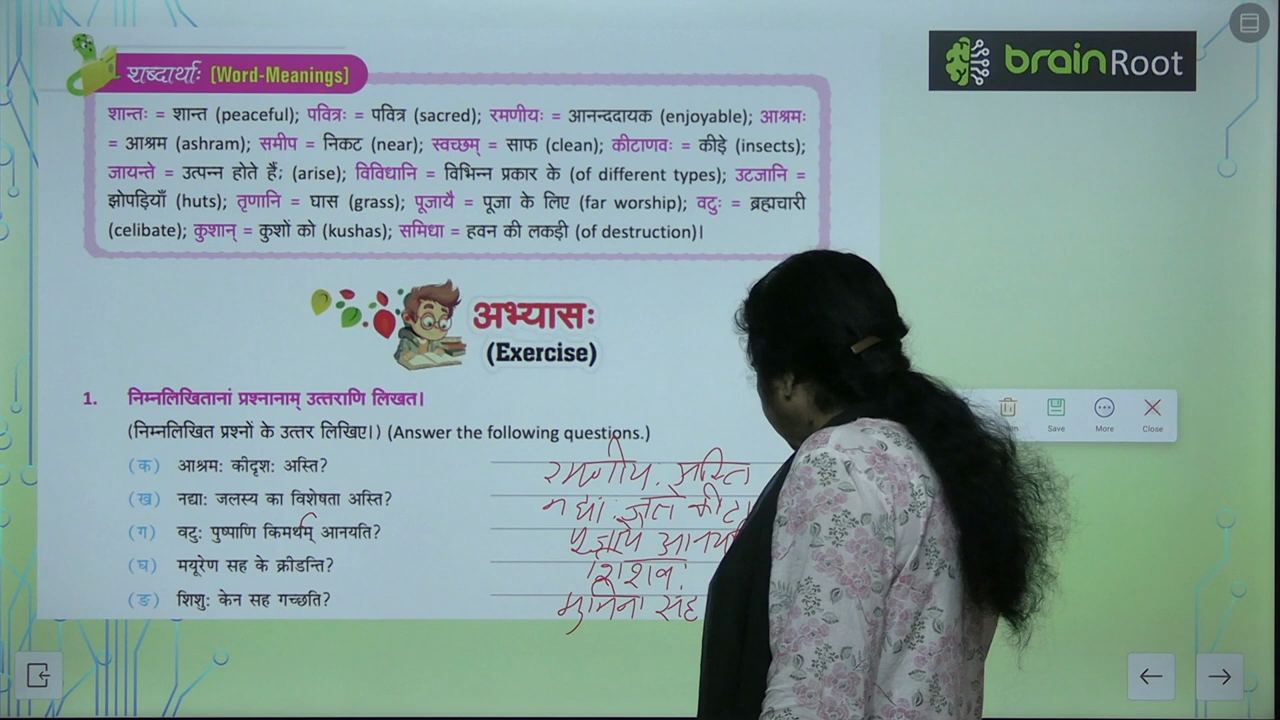 शब्दार्थाः [Word-Meanings]
brainRoot
शान्तः = शान्त (peaceful); पवित्रः = पवित्र (sacred); रमणीयः = आनन्ददायक (enjoyable); आश्रमः
= आश्रम (ashram); समीप = निकट (near); स्वच्छम् = साफ (clean); कीटाणवः = कीड़े (insects);
जायन्ते = उत्पन्न होते हैं; (arise); विविधानि = विभिन्न प्रकार के (of different types); उटजानि =
झोपड़ियाँ (huts); तृणानि = घास (grass); पूजायै = पूजा के लिए (far worship); वटुः = ब्रह्मचारी
(celibate); कुशान् = कुशों को (kushas); समिधा = हवन की लकड़ी (of destruction)।
अभ्यासः
(Exercise)
1. निम्नलिखितानां प्रश्नानाम् उत्तराणि लिखत।
(निम्नलिखित प्रश्नों के उत्तर लिखिए।) (Answer the following questions.)
(क) आश्रमः कीदृशः अस्ति? रमणीयः अस्ति
(ख) नद्याः जलस्य का विशेषता अस्ति? नद्याः जले कीटा
(ग) वटुः पुष्पाणि किमर्थम् आनयति? पूजायै
(घ) मयूरेण सह के क्रीडन्ति? शिशवः
(ङ) शिशुः केन सह गच्छति? मुनिना सह
Save
More
Close